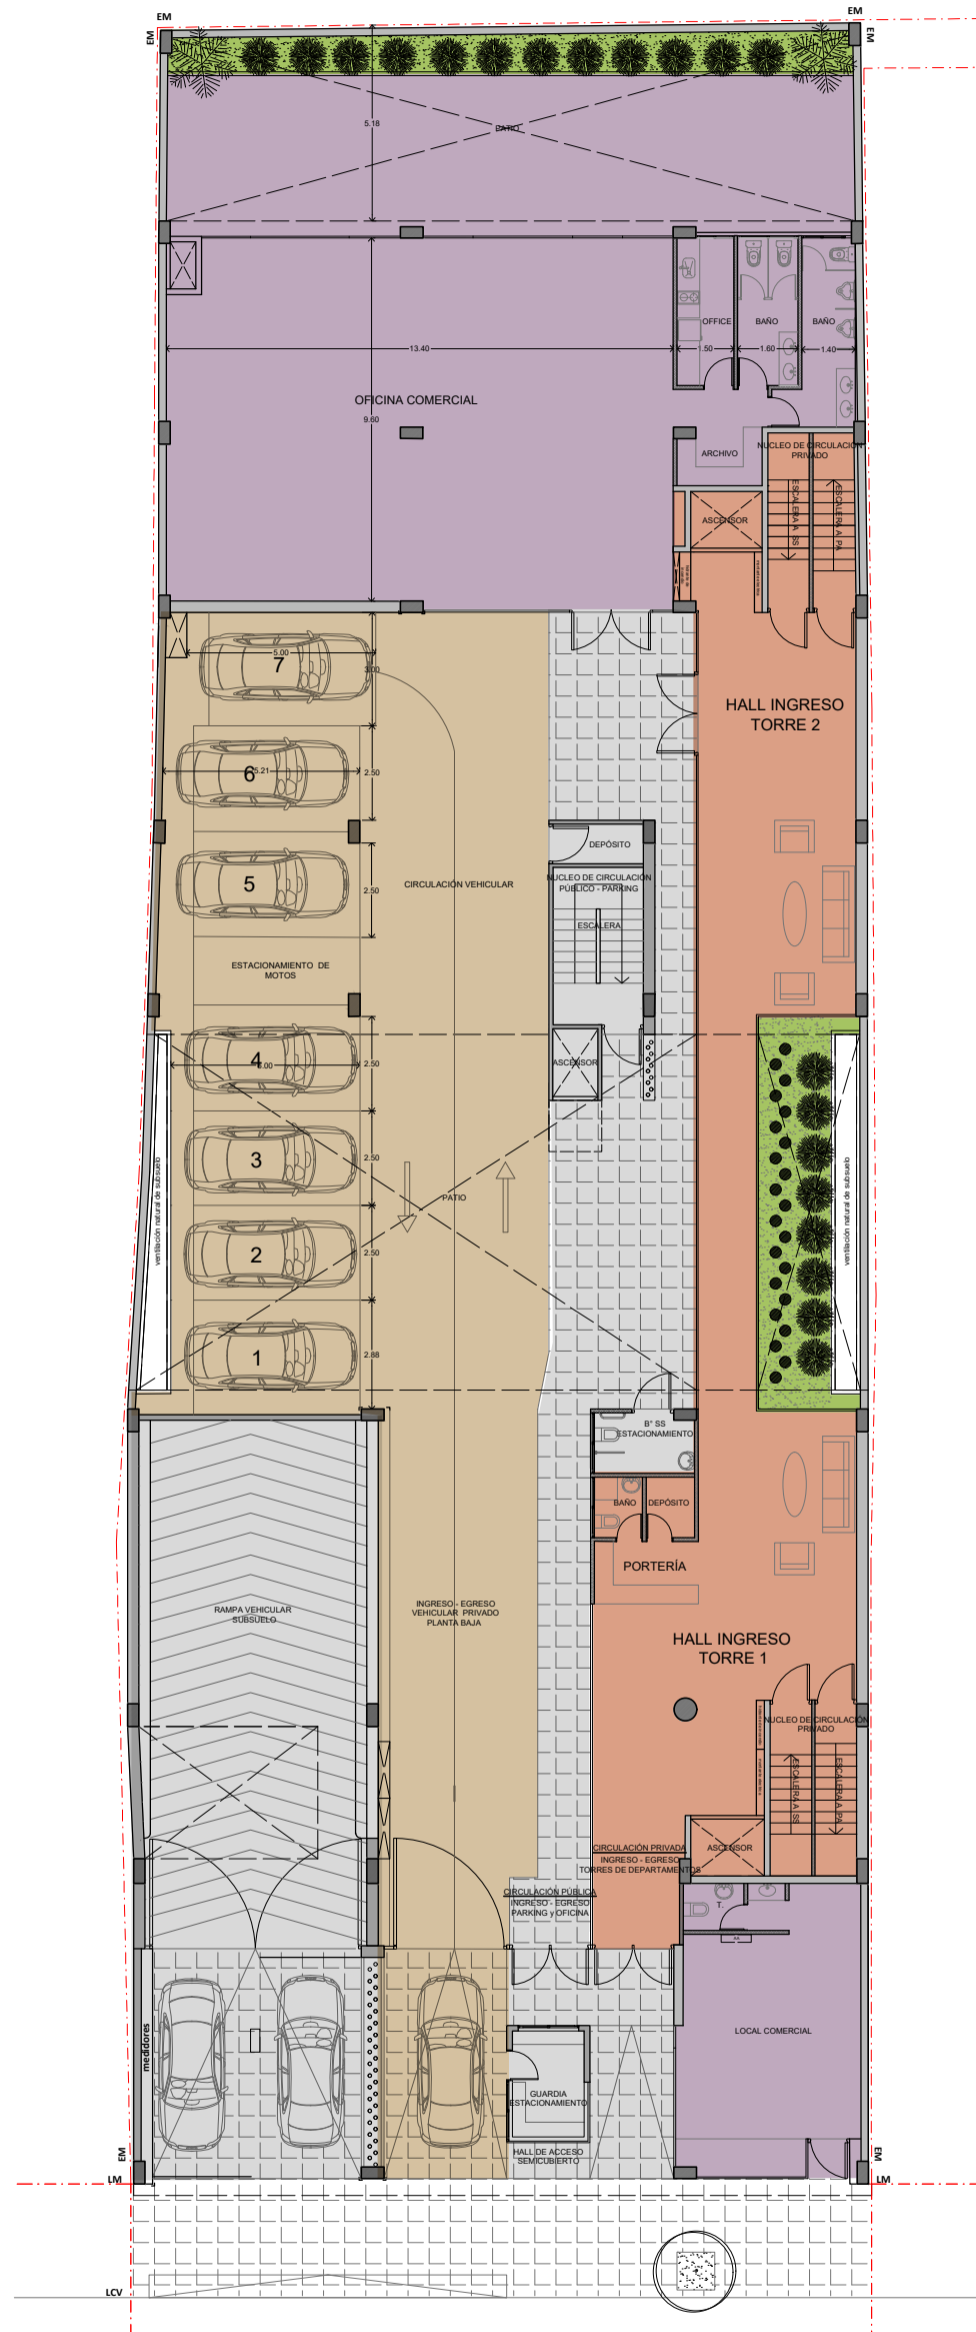 EM
EM
EM
EM
5.18
PATIO
OFFICE
BAÑO
BAÑO
13.40
1.50
1.60
1.40
OFICINA COMERCIAL
9.60
ARCHIVO
NUCLEO DE CIRCULACIÓN
PRIVADO
ESCALERA A SS
ESCALERA A PA
ASCENSOR
7
5.00
3.00
HALL INGRESO
TORRE 2
6
5.21
2.50
DEPÓSITO
NUCLEO DE CIRCULACIÓN
PÚBLICO - PARKING
5
CIRCULACIÓN VEHICULAR
2.50
ESCALERA
ESTACIONAMIENTO DE
MOTOS
4
5.00
2.50
ASCENSOR
3
2.50
ventilación natural de subsuelo
PATIO
ventilación natural de subsuelo
2
2.50
1
2.88
B° SS
ESTACIONAMIENTO
BAÑO
DEPÓSITO
PORTERÍA
RAMPA VEHICULAR
SUBSUELO
INGRESO - EGRESO
VEHICULAR PRIVADO
PLANTA BAJA
HALL INGRESO
TORRE 1
NUCLEO DE CIRCULACIÓN
PRIVADO
ESCALERA A SS
ESCALERA A PA
CIRCULACIÓN PRIVADA
INGRESO - EGRESO
TORRES DE DEPARTAMENTOS
ASCENSOR
CIRCULACIÓN PÚBLICA
INGRESO - EGRESO
PARKING y OFICINA
T.
AA
LOCAL COMERCIAL
medidores
GUARDIA
ESTACIONAMIENTO
HALL DE ACCESO
SEMICUBIERTO
EM
EM
LM
LM
LCV